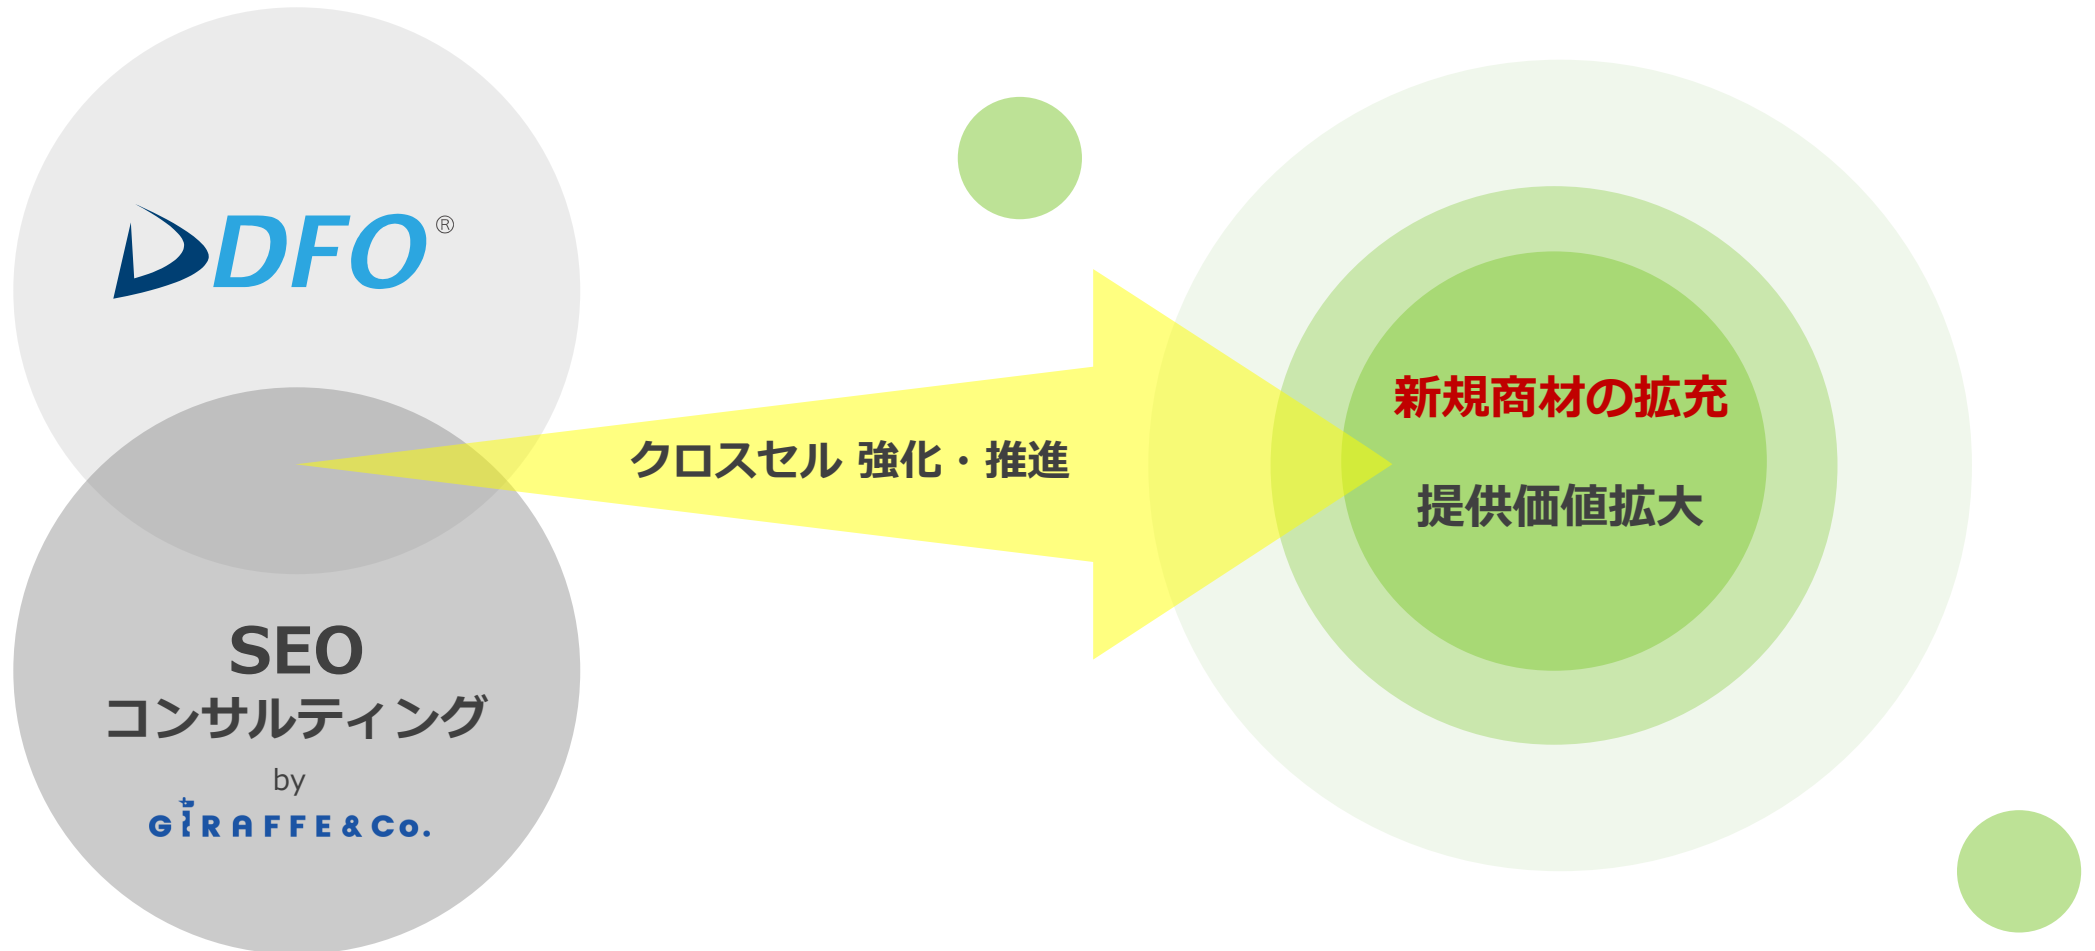 DFO®
SEO
コンサルティング
by
GIRAFFE&Co.
クロスセル 強化・推進
新規商材の拡充
提供価値拡大